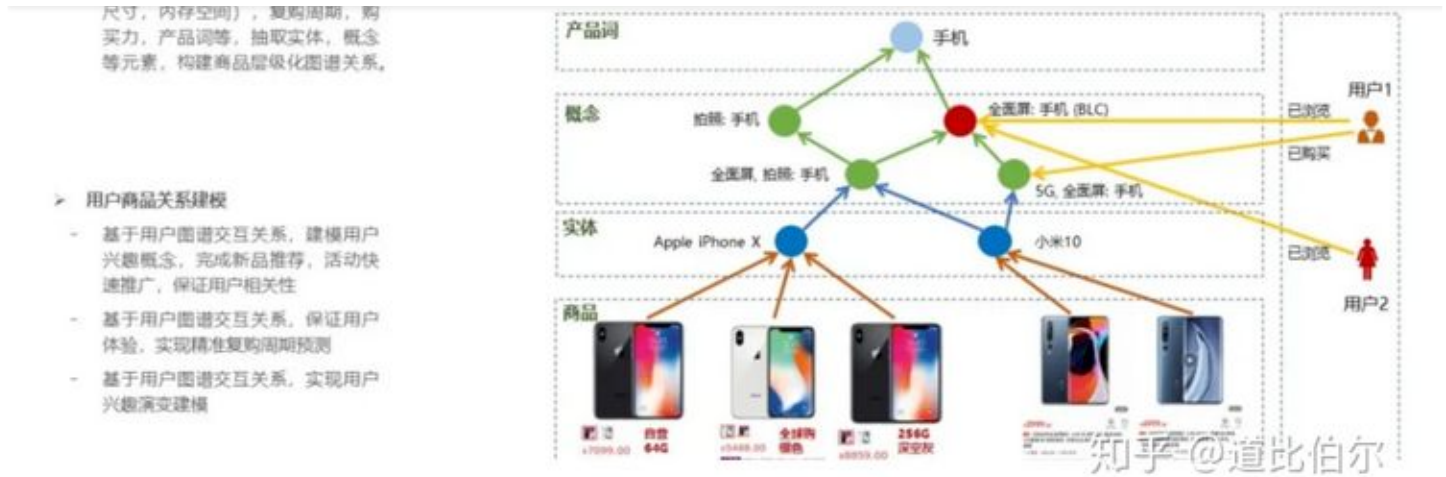 尺寸，内存空间），复购周期，购
买力，产品词等，抽取实体，概念
等元素，构建商品层级化图谱关系。
➢ 用户商品关系建模
- 基于用户图谱交互关系，建模用户
兴趣概念，完成新品推荐，活动快
速推广，保证用户相关性
- 基于用户图谱交互关系，保证用户
体验，实现精准复购周期预测
- 基于用户图谱交互关系，实现用户
兴趣演变建模
产品词
手机
概念
拍照: 手机
全面屏: 手机 (BLC)
全面屏, 拍照: 手机
5G, 全面屏: 手机
实体
Apple iPhone X
小米10
商品
自营
64G
¥7099.00
全球购
银色
¥5488.00
256G
深空灰
¥8859.00
用户1
已浏览
已购买
已浏览
用户2
知乎 @道比伯尔